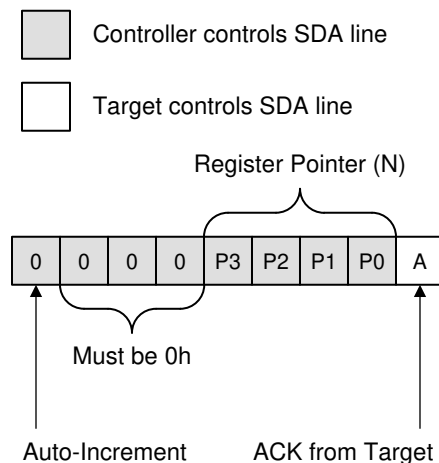 Controller controls SDA line
Target controls SDA line
Register Pointer (N)
0 0 0 0 P3 P2 P1 P0 A
Must be 0h
Auto-Increment ACK from Target